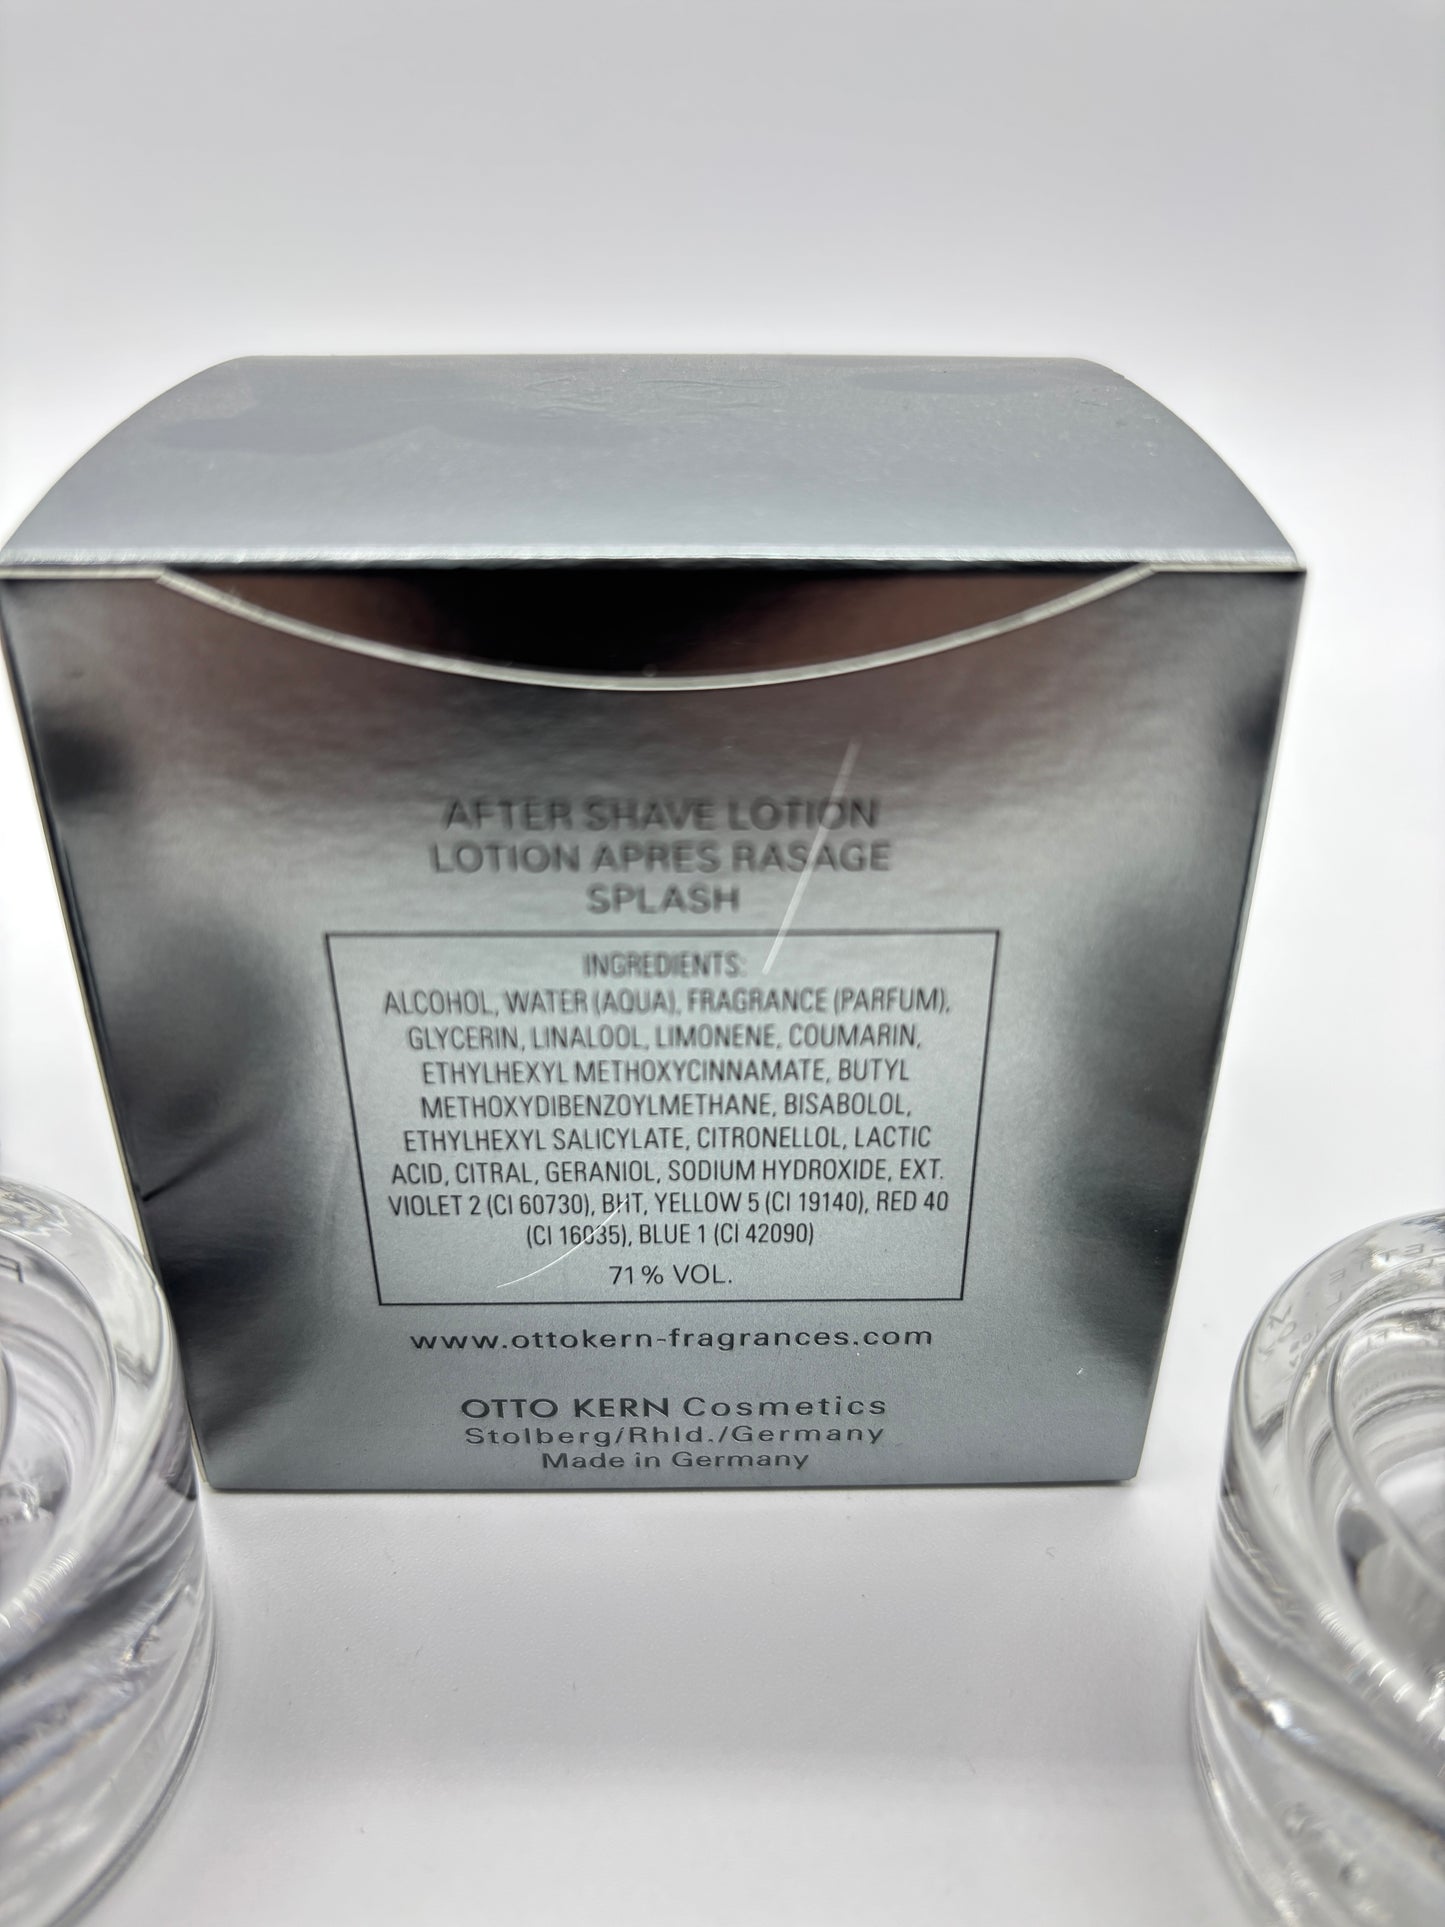 AFTER SHAVE LOTION
LOTION APRES RASAGE
SPLASH
INGREDIENTS:
ALCOHOL, WATER (AQUA), FRAGRANCE (PARFUM),
GLYCERIN, LINALOOL, LIMONENE, COUMARIN,
ETHYLHEXYL METHOXYCINNAMATE, BUTYL
METHOXYDIBENZOYLMETHANE, BISABOLOL,
ETHYLHEXYL SALICYLATE, CITRONELLOL, LACTIC
ACID, CITRAL, GERANIOL, SODIUM HYDROXIDE, EXT.
VIOLET 2 (CI 60730), BHT, YELLOW 5 (CI 19140), RED 40
(CI 16035), BLUE 1 (CI 42090)
71% VOL.
www.ottokern-fragrances.com
OTTO KERN Cosmetics
Stolberg/Rhld./Germany
Made in Germany